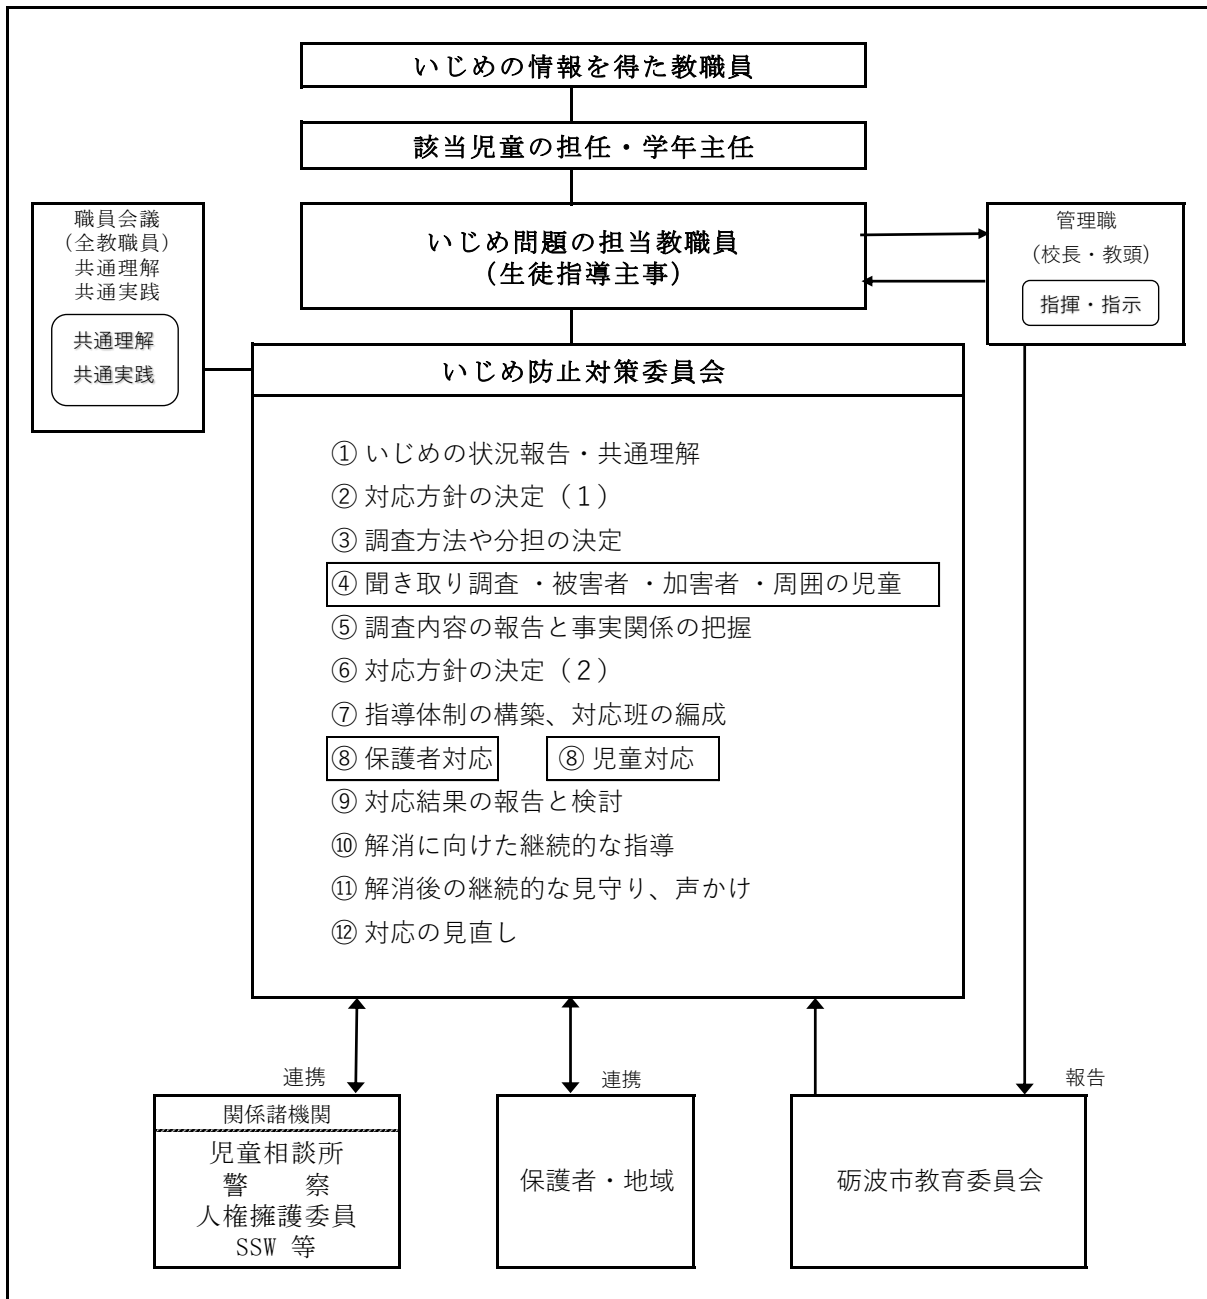 いじめの情報を得た教職員
該当児童の担任・学年主任
職員会議
(全教職員)
共通理解
共通実践
共通理解
共通実践
いじめ問題の担当教職員
(生徒指導主事)
管理職
(校長・教頭)
指揮・指示
いじめ防止対策委員会
① いじめの状況報告・共通理解
② 対応方針の決定（１）
③ 調査方法や分担の決定
④ 聞き取り調査 ・被害者 ・加害者 ・周囲の児童
⑤ 調査内容の報告と事実関係の把握
⑥ 対応方針の決定（２）
⑦ 指導体制の構築、対応班の編成
⑧ 保護者対応 ⑧ 児童対応
⑨ 対応結果の報告と検討
⑩ 解消に向けた継続的な指導
⑪ 解消後の継続的な見守り、声かけ
⑫ 対応の見直し
連携
連携
報告
関係諸機関
児童相談所
警　　察
人権擁護委員
SSW 等
保護者・地域
砺波市教育委員会